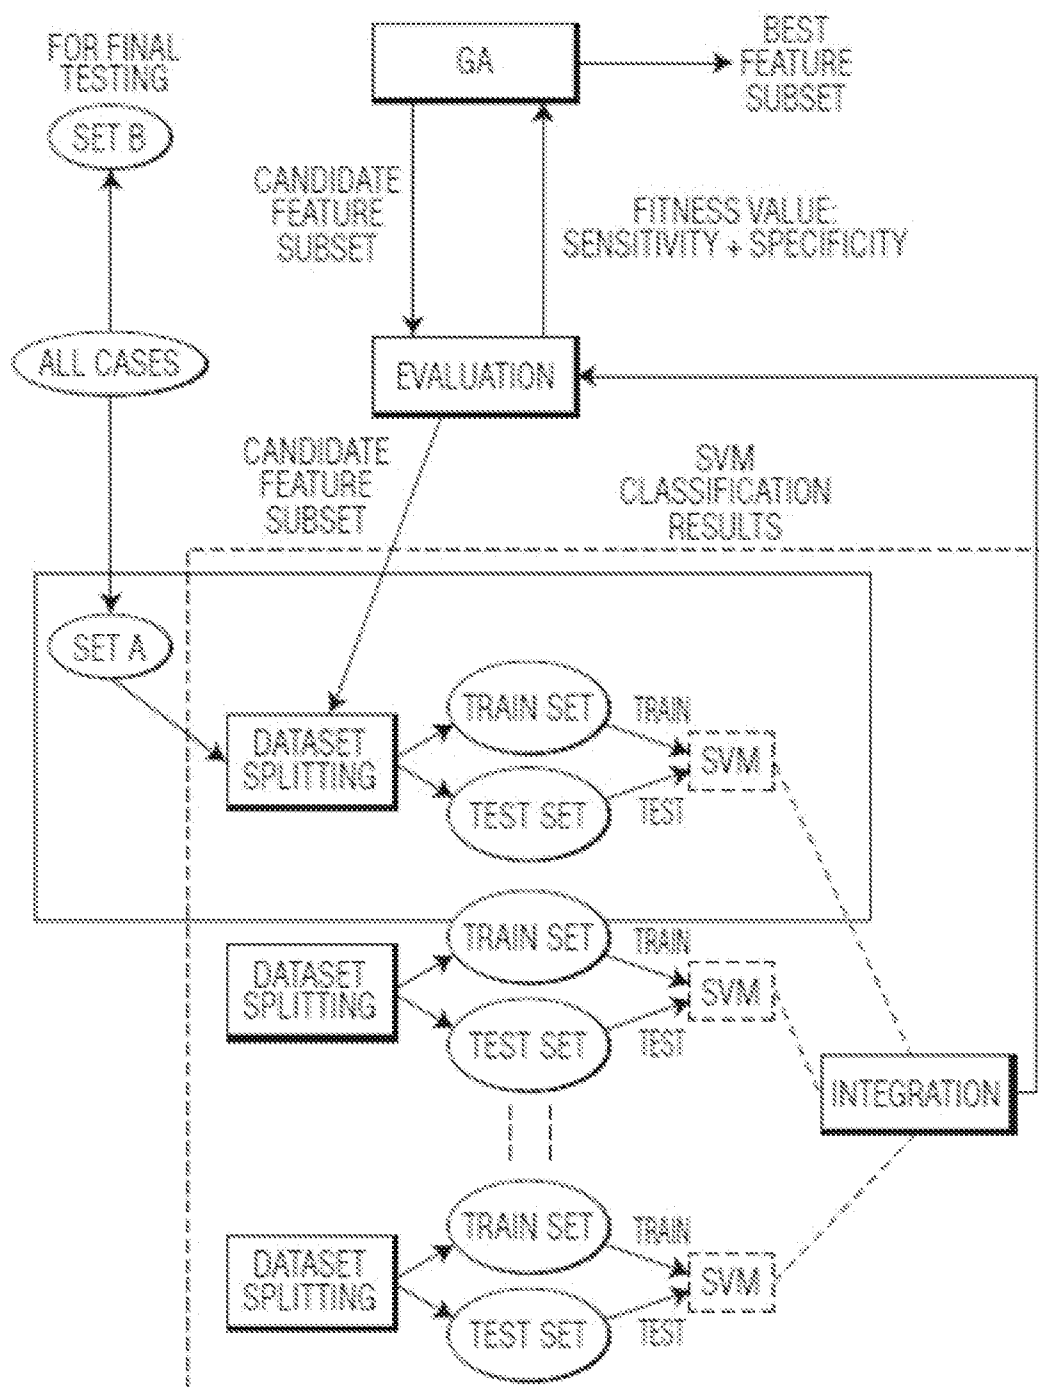 FOR FINAL
TESTING
SET B
GA
BEST
FEATURE
SUBSET
CANDIDATE
FEATURE
SUBSET
FITNESS VALUE:
SENSITIVITY + SPECIFICITY
ALL CASES
EVALUATION
CANDIDATE
FEATURE
SUBSET
SVM
CLASSIFICATION
RESULTS
SET A
DATASET
SPLITTING
TRAIN SET
TRAIN
SVM
TEST SET
TEST
DATASET
SPLITTING
TRAIN SET
TRAIN
SVM
TEST SET
TEST
INTEGRATION
DATASET
SPLITTING
TRAIN SET
TRAIN
SVM
TEST SET
TEST